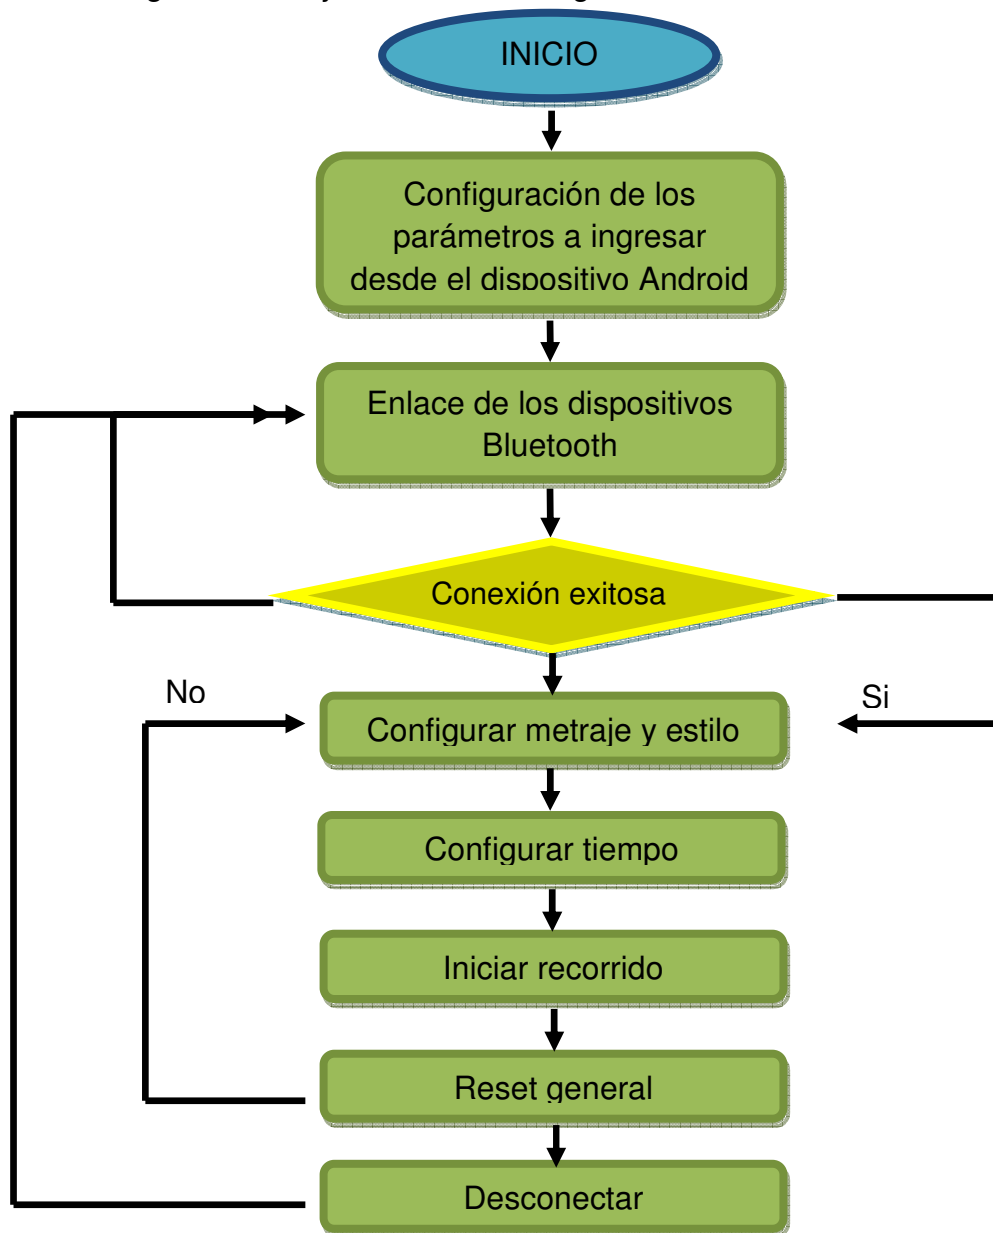 INICIO
Configuración de los
parámetros a ingresar
desde el dispositivo Android
Enlace de los dispositivos
Bluetooth
Conexión exitosa
No
Si
Configurar metraje y estilo
Configurar tiempo
Iniciar recorrido
Reset general
Desconectar